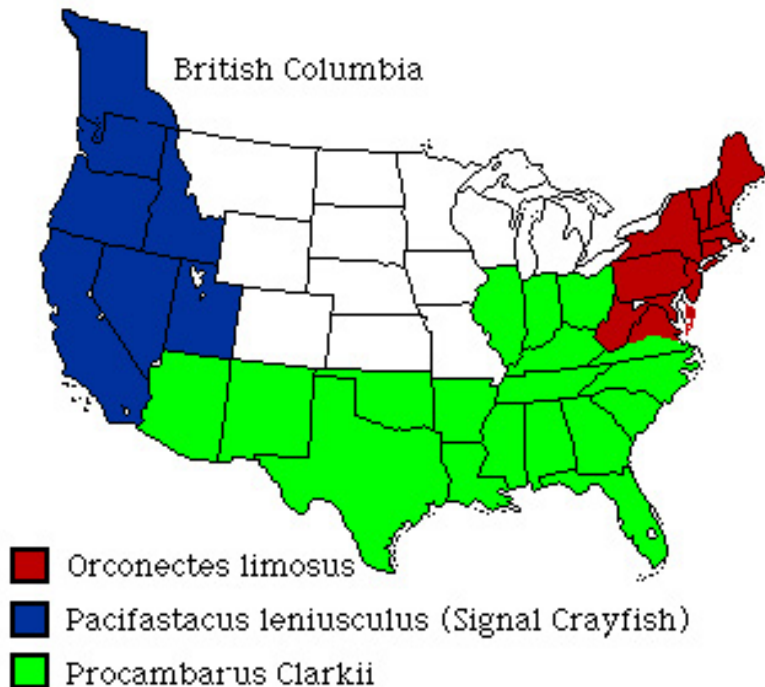 British Columbia
Orconectes limosus
Pacifastacus leniusculus (Signal Crayfish)
Procambarus Clarkii